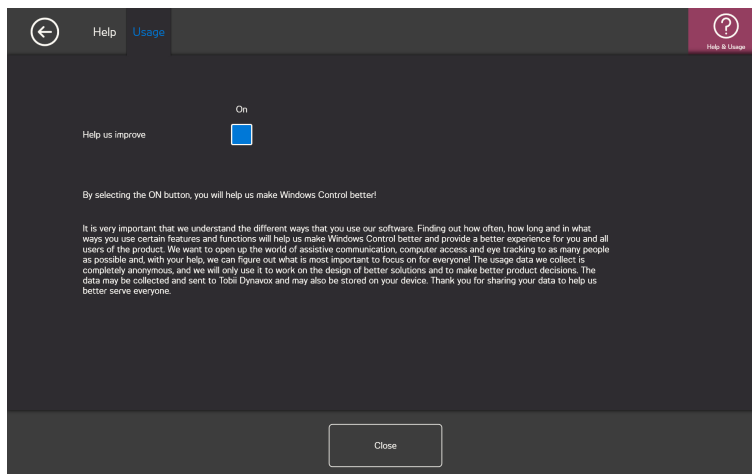 Help Usage
Help & Usage
On
Help us improve
By selecting the ON button, you will help us make Windows Control better!
It is very important that we understand the different ways that you use our software. Finding out how often, how long and in what
ways you use certain features and functions will help us make Windows Control better and provide a better experience for you and all
users of the product. We want to open up the world of assistive communication, computer access and eye tracking to as many people
as possible and, with your help, we can figure out what is most important to focus on for everyone! The usage data we collect is
completely anonymous, and we will only use it to work on the design of better solutions and to make better product decisions. The
data may be collected and sent to Tobii Dynavox and may also be stored on your device. Thank you for sharing your data to help us
better serve everyone.
Close